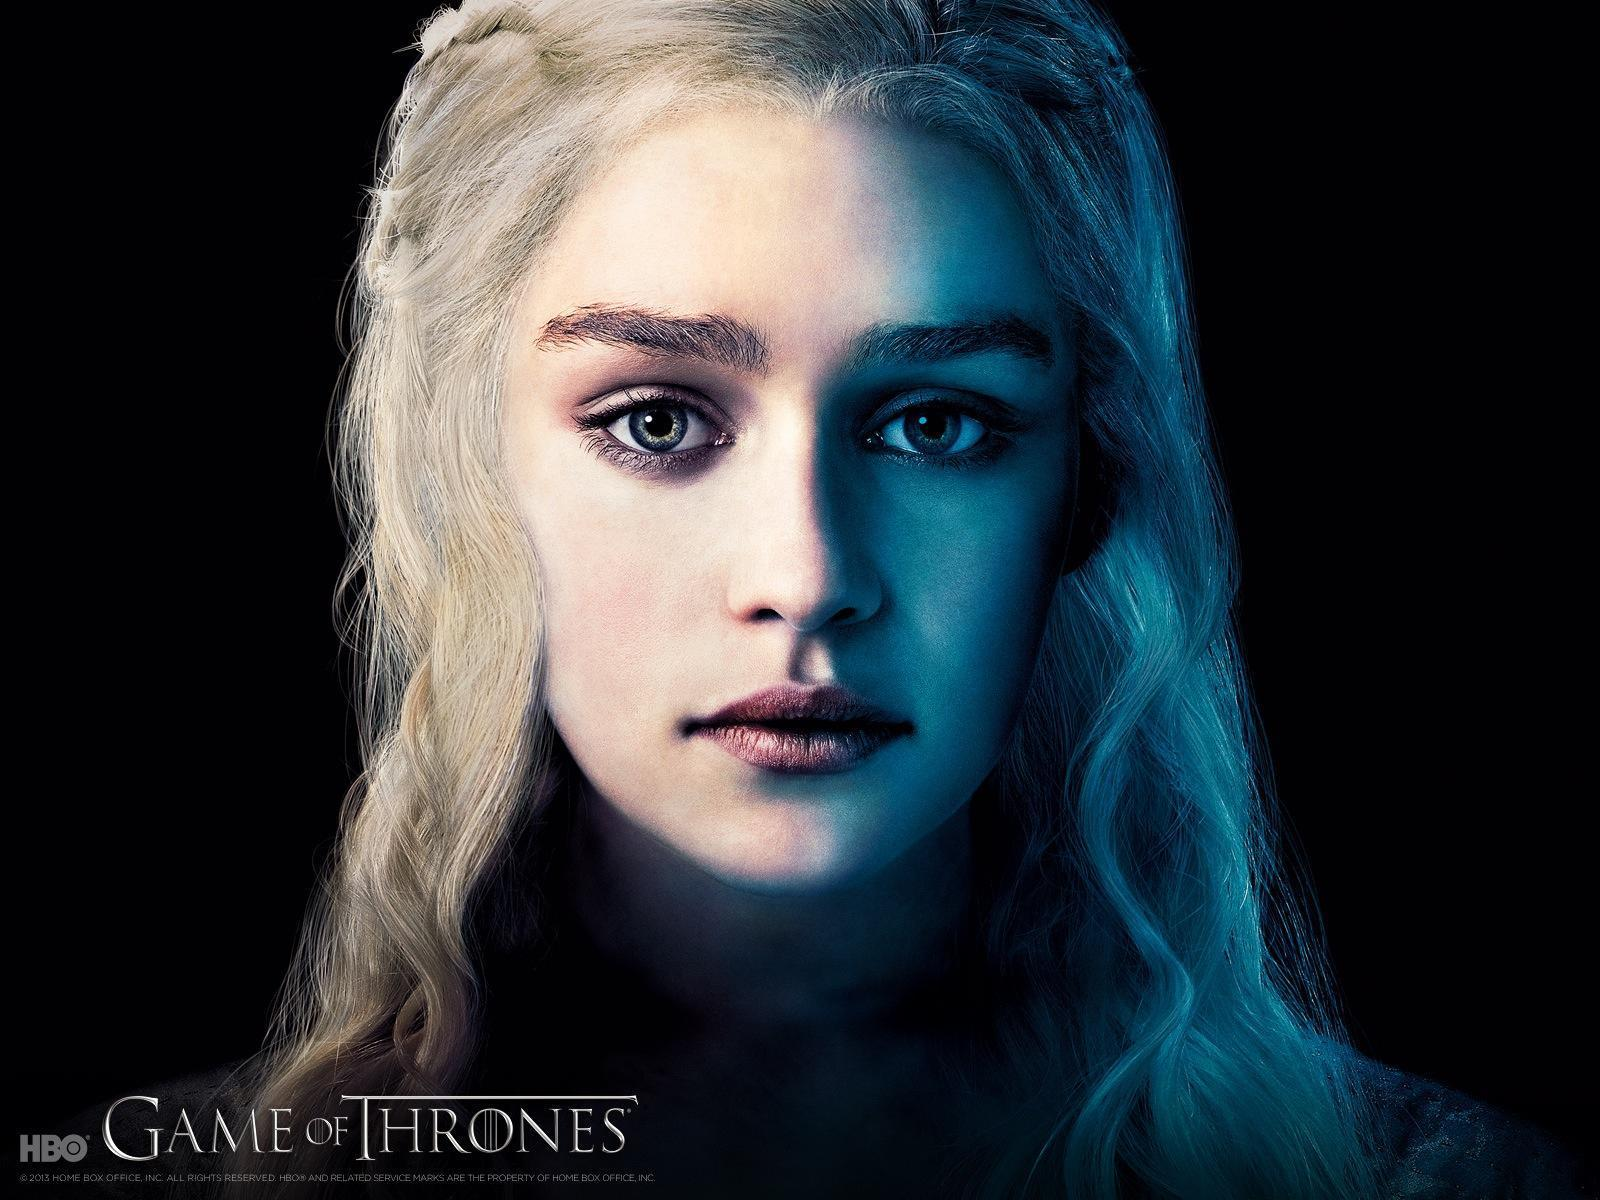 GAME OF THRONES®
HBO®
© 2013 HOME BOX OFFICE, INC. ALL RIGHTS RESERVED. HBO® AND RELATED SERVICE MARKS ARE THE PROPERTY OF HOME BOX OFFICE, INC.